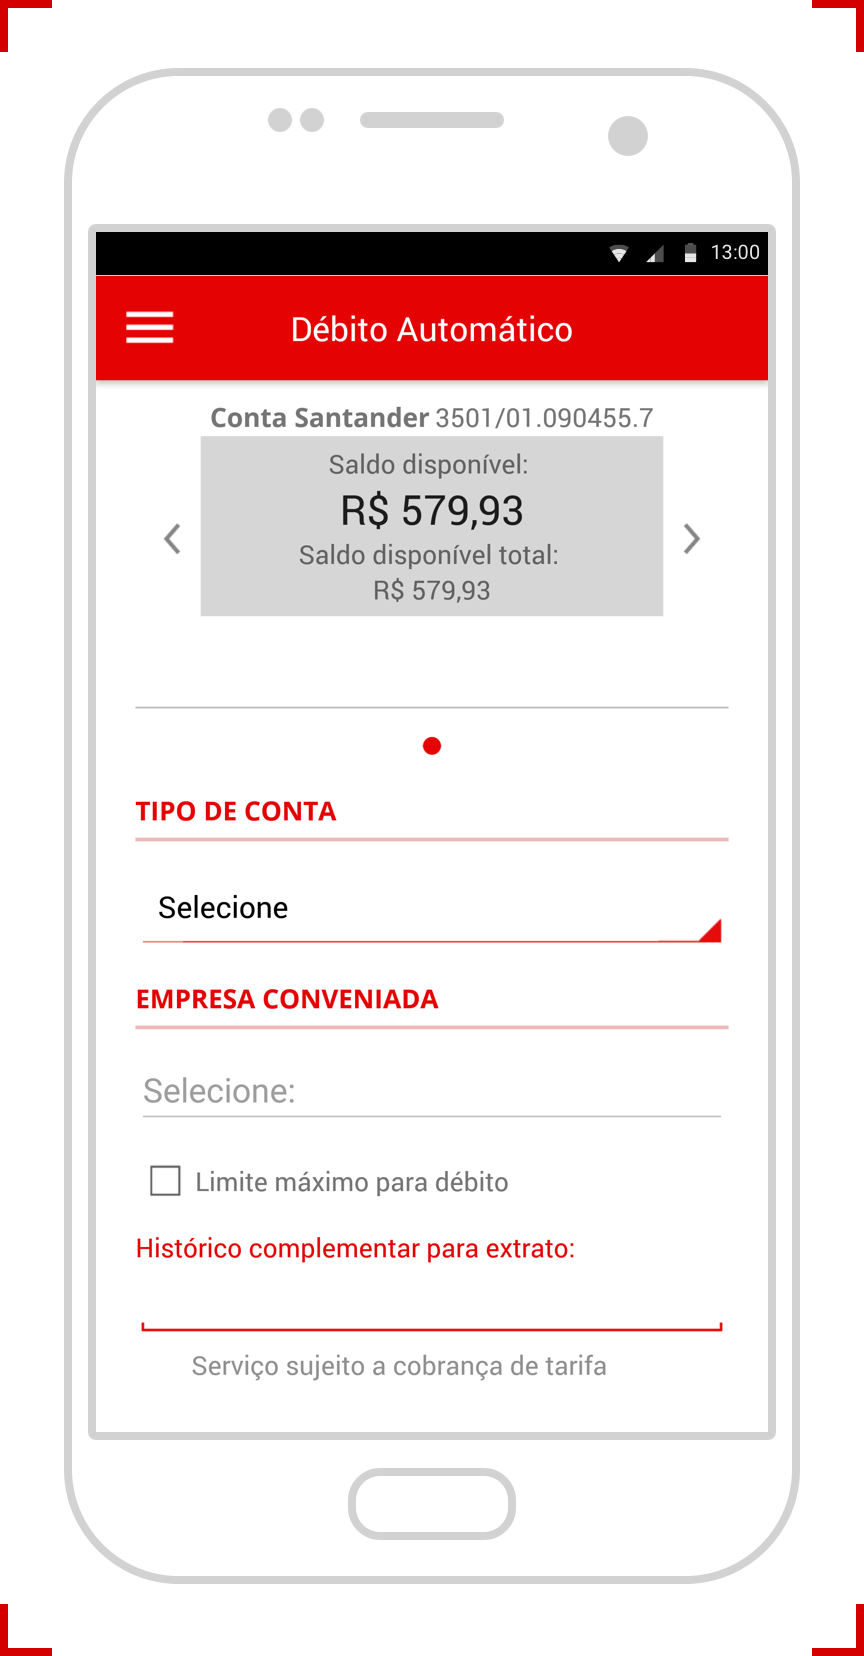 13:00
Débito Automático
Conta Santander 3501/01.090455.7
Saldo disponível:
R$ 579,93
Saldo disponível total:
R$ 579,93
TIPO DE CONTA
Selecione
EMPRESA CONVENIADA
Selecione:
Limite máximo para débito
Histórico complementar para extrato:
Serviço sujeito a cobrança de tarifa